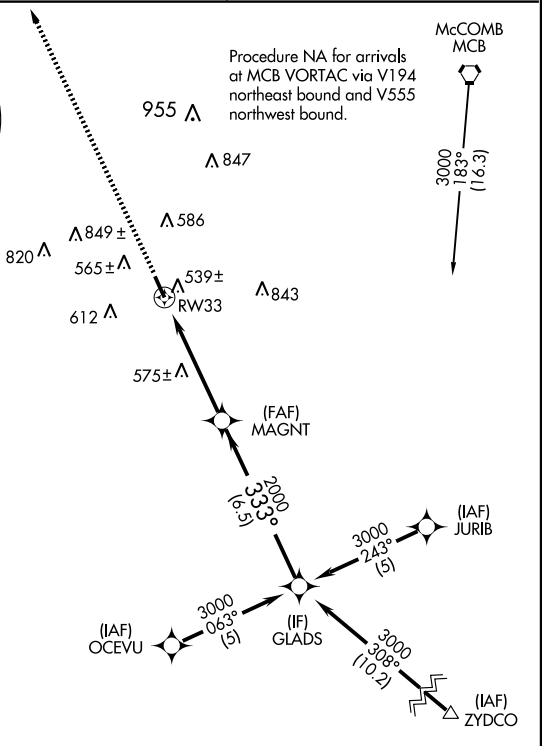 McCOMB
MCB
Procedure NA for arrivals
at MCB VORTAC via V194
northeast bound and V555
northwest bound.
955
847
3000
183°
(16.3)
586
849±
820
565±
539±
843
RW33
612
575±
(FAF)
MAGNT
2000
333°
(6.5)
(IAF)
JURIB
3000
243°
(5)
3000
063°
(5)
(IAF)
OCEVU
(IF)
GLADS
3000
308°
(10.2)
(IAF)
ZYDCO